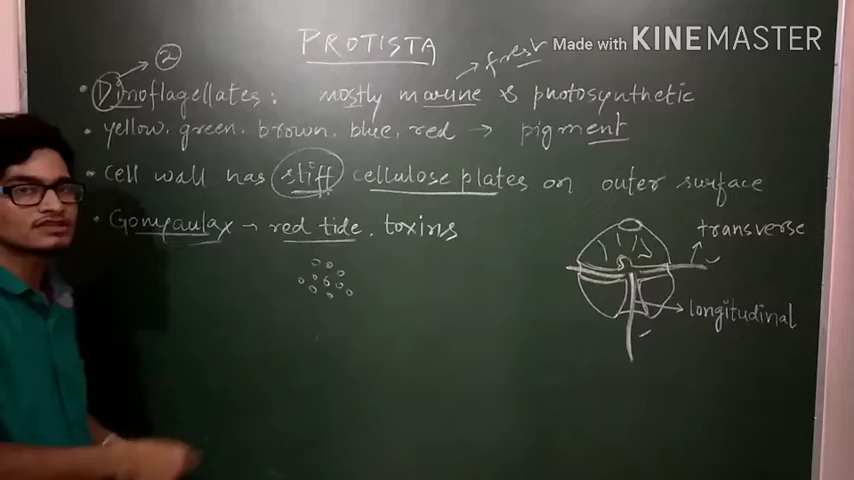 PROTISTA
Made with KINEMASTER
2
fresh
• Dinoflagellates: mostly marine & photosynthetic
• yellow, green, brown, blue, red → pigment
• Cell wall has stiff cellulose plates on outer surface
• Gonyaulax → red tide. toxins
transverse
longitudinal